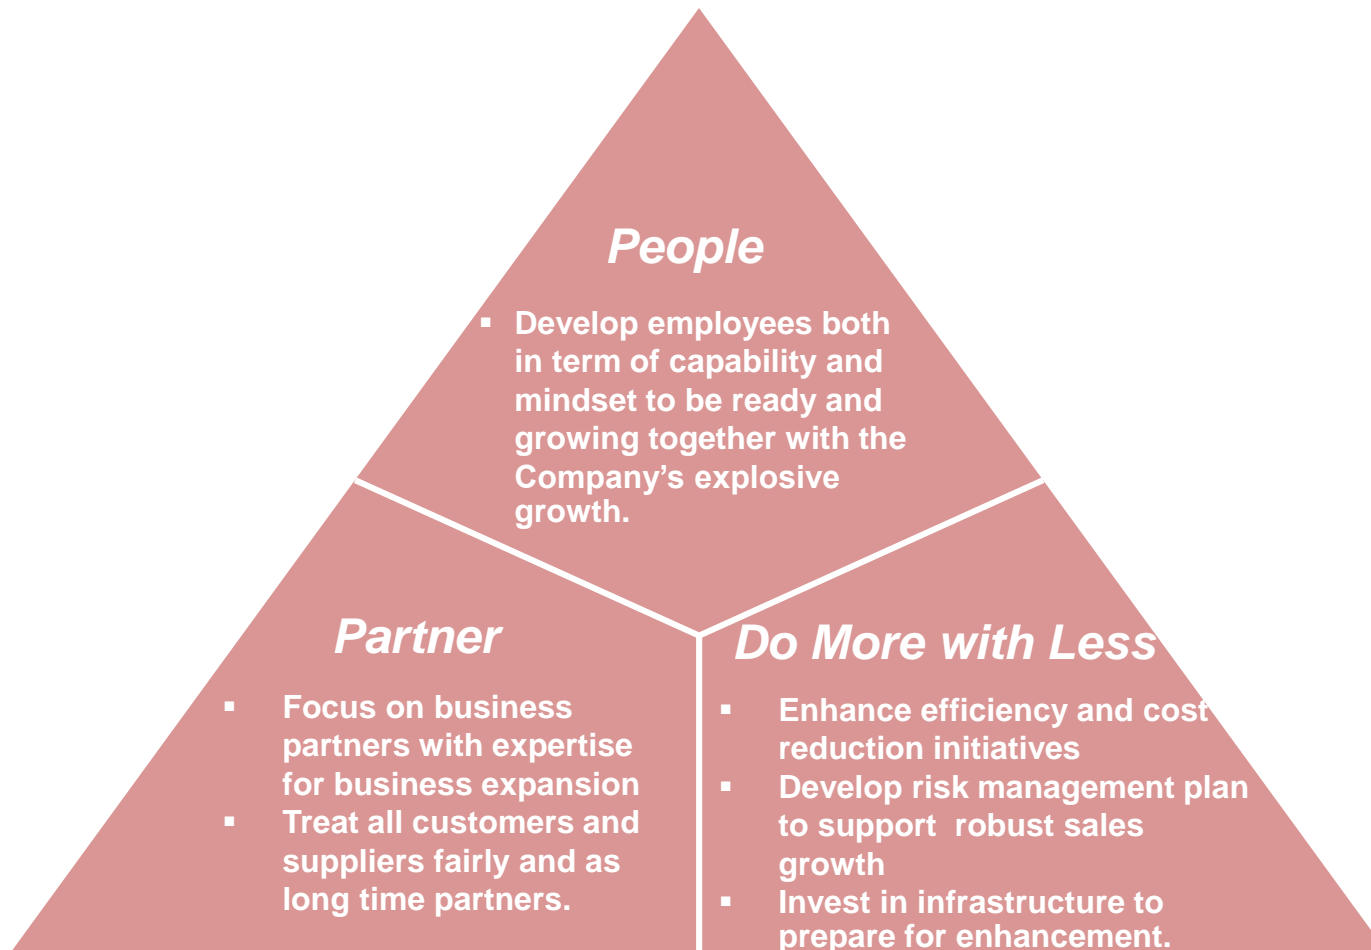 People
▪ Develop employees both
in term of capability and
mindset to be ready and
growing together with the
Company’s explosive
growth.
Partner
▪ Focus on business
partners with expertise
for business expansion
▪ Treat all customers and
suppliers fairly and as
long time partners.
Do More with Less
▪ Enhance efficiency and cost
reduction initiatives
▪ Develop risk management plan
to support  robust sales
growth
▪ Invest in infrastructure to
prepare for enhancement.